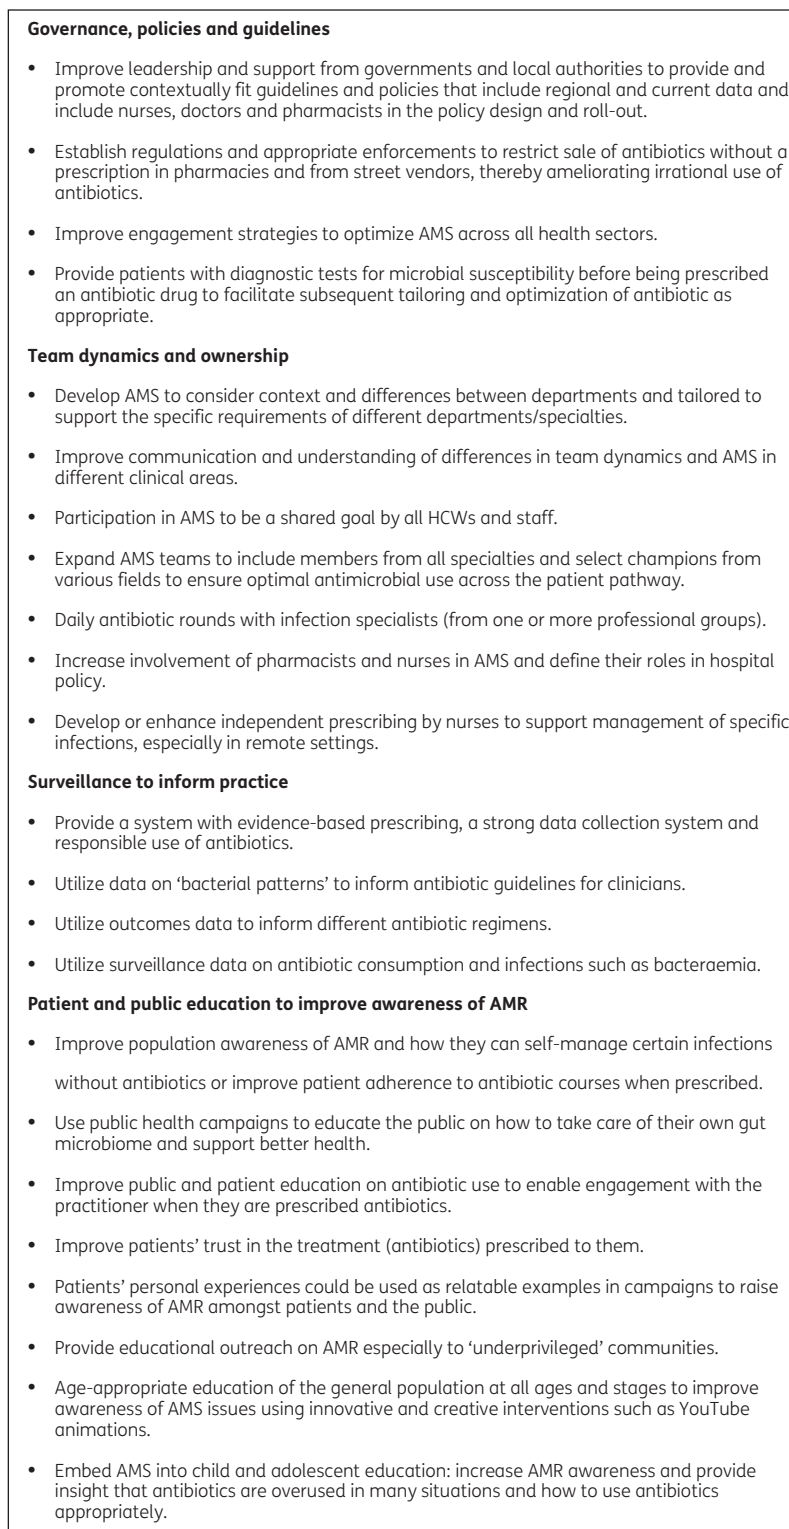 Governance, policies and guidelines
• Improve leadership and support from governments and local authorities to provide and
promote contextually fit guidelines and policies that include regional and current data and
include nurses, doctors and pharmacists in the policy design and roll-out.
• Establish regulations and appropriate enforcements to restrict sale of antibiotics without a
prescription in pharmacies and from street vendors, thereby ameliorating irrational use of
antibiotics.
• Improve engagement strategies to optimize AMS across all health sectors.
• Provide patients with diagnostic tests for microbial susceptibility before being prescribed
an antibiotic drug to facilitate subsequent tailoring and optimization of antibiotic as
appropriate.
Team dynamics and ownership
• Develop AMS to consider context and differences between departments and tailored to
support the specific requirements of different departments/specialties.
• Improve communication and understanding of differences in team dynamics and AMS in
different clinical areas.
• Participation in AMS to be a shared goal by all HCWs and staff.
• Expand AMS teams to include members from all specialties and select champions from
various fields to ensure optimal antimicrobial use across the patient pathway.
• Daily antibiotic rounds with infection specialists (from one or more professional groups).
• Increase involvement of pharmacists and nurses in AMS and define their roles in hospital
policy.
• Develop or enhance independent prescribing by nurses to support management of specific
infections, especially in remote settings.
Surveillance to inform practice
• Provide a system with evidence-based prescribing, a strong data collection system and
responsible use of antibiotics.
• Utilize data on ‘bacterial patterns’ to inform antibiotic guidelines for clinicians.
• Utilize outcomes data to inform different antibiotic regimens.
• Utilize surveillance data on antibiotic consumption and infections such as bacteraemia.
Patient and public education to improve awareness of AMR
• Improve population awareness of AMR and how they can self-manage certain infections
without antibiotics or improve patient adherence to antibiotic courses when prescribed.
• Use public health campaigns to educate the public on how to take care of their own gut
microbiome and support better health.
• Improve public and patient education on antibiotic use to enable engagement with the
practitioner when they are prescribed antibiotics.
• Improve patients’ trust in the treatment (antibiotics) prescribed to them.
• Patients’ personal experiences could be used as relatable examples in campaigns to raise
awareness of AMR amongst patients and the public.
• Provide educational outreach on AMR especially to ‘underprivileged’ communities.
• Age-appropriate education of the general population at all ages and stages to improve
awareness of AMS issues using innovative and creative interventions such as YouTube
animations.
• Embed AMS into child and adolescent education: increase AMR awareness and provide
insight that antibiotics are overused in many situations and how to use antibiotics
appropriately.